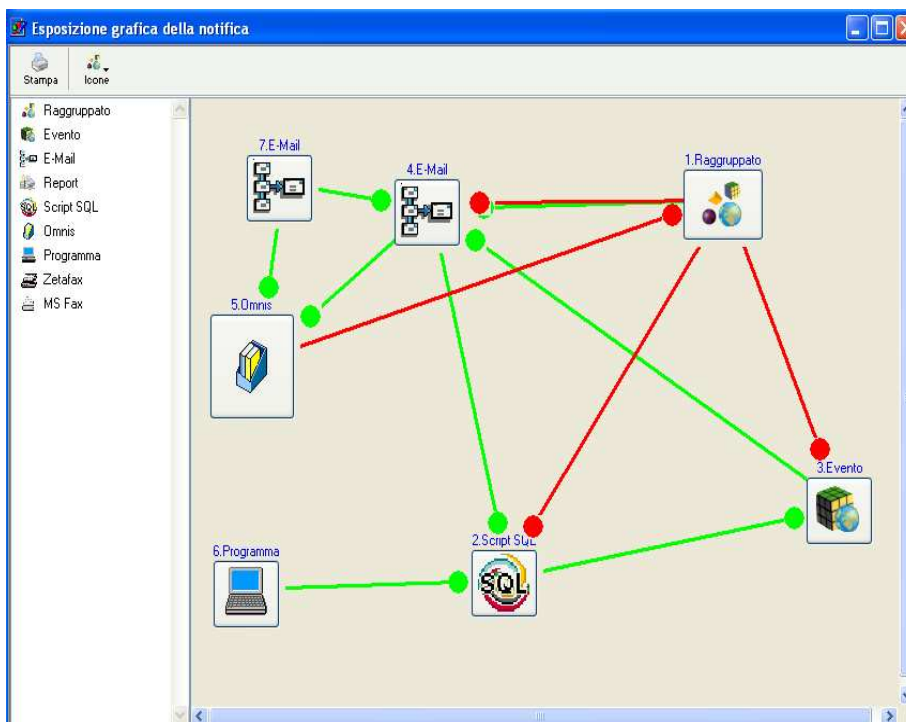 Esposizione grafica della notifica
Stampa
Icone
Raggruppato
Evento
E-Mail
Report
Script SQL
Omnis
Programma
Zetafax
MS Fax
7.E-Mail
4.E-Mail
1.Raggruppato
5.Omnis
3.Evento
6.Programma
2.Script SQL
SQL